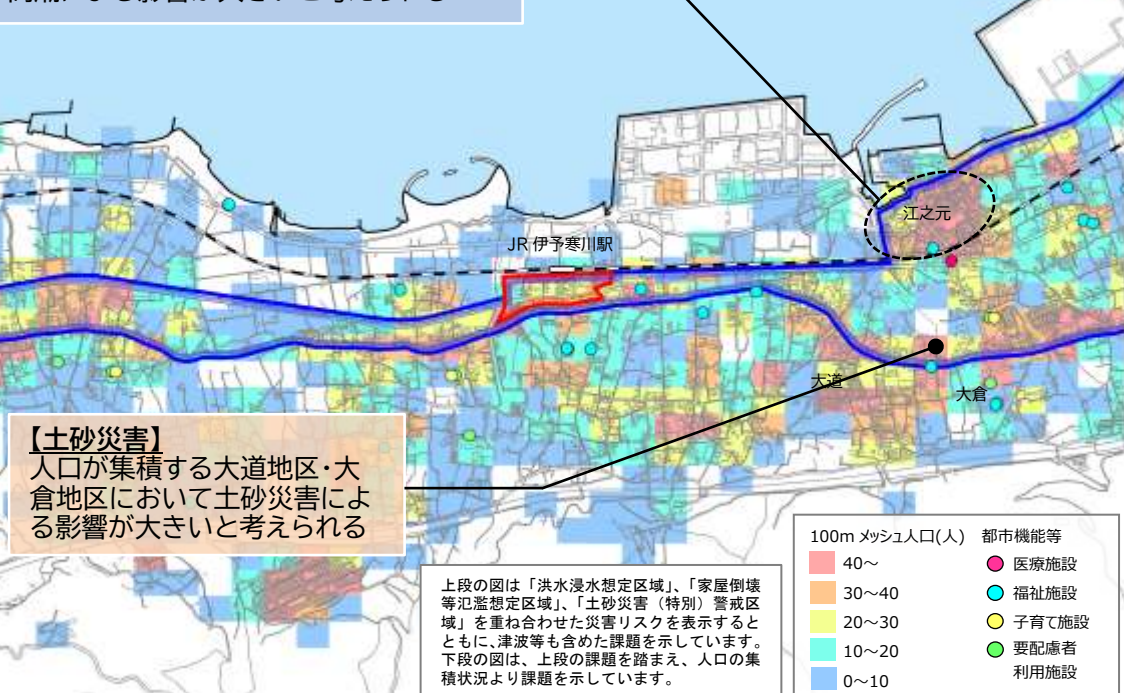 江之元
JR 伊予寒川駅
大道
大倉
【土砂災害】
人口が集積する大道地区・大
倉地区において土砂災害によ
る影響が大きいと考えられる
上段の図は「洪水浸水想定区域」、「家屋倒壊
等氾濫想定区域」、「土砂災害（特別）警戒区
域」を重ね合わせた災害リスクを表示すると
ともに、津波等も含めた課題を示しています。
下段の図は、上段の課題を踏まえ、人口の集
積状況より課題を示しています。
100m メッシュ人口(人)
40～
30～40
20～30
10～20
0～10
都市機能等
医療施設
福祉施設
子育て施設
要配慮者
利用施設